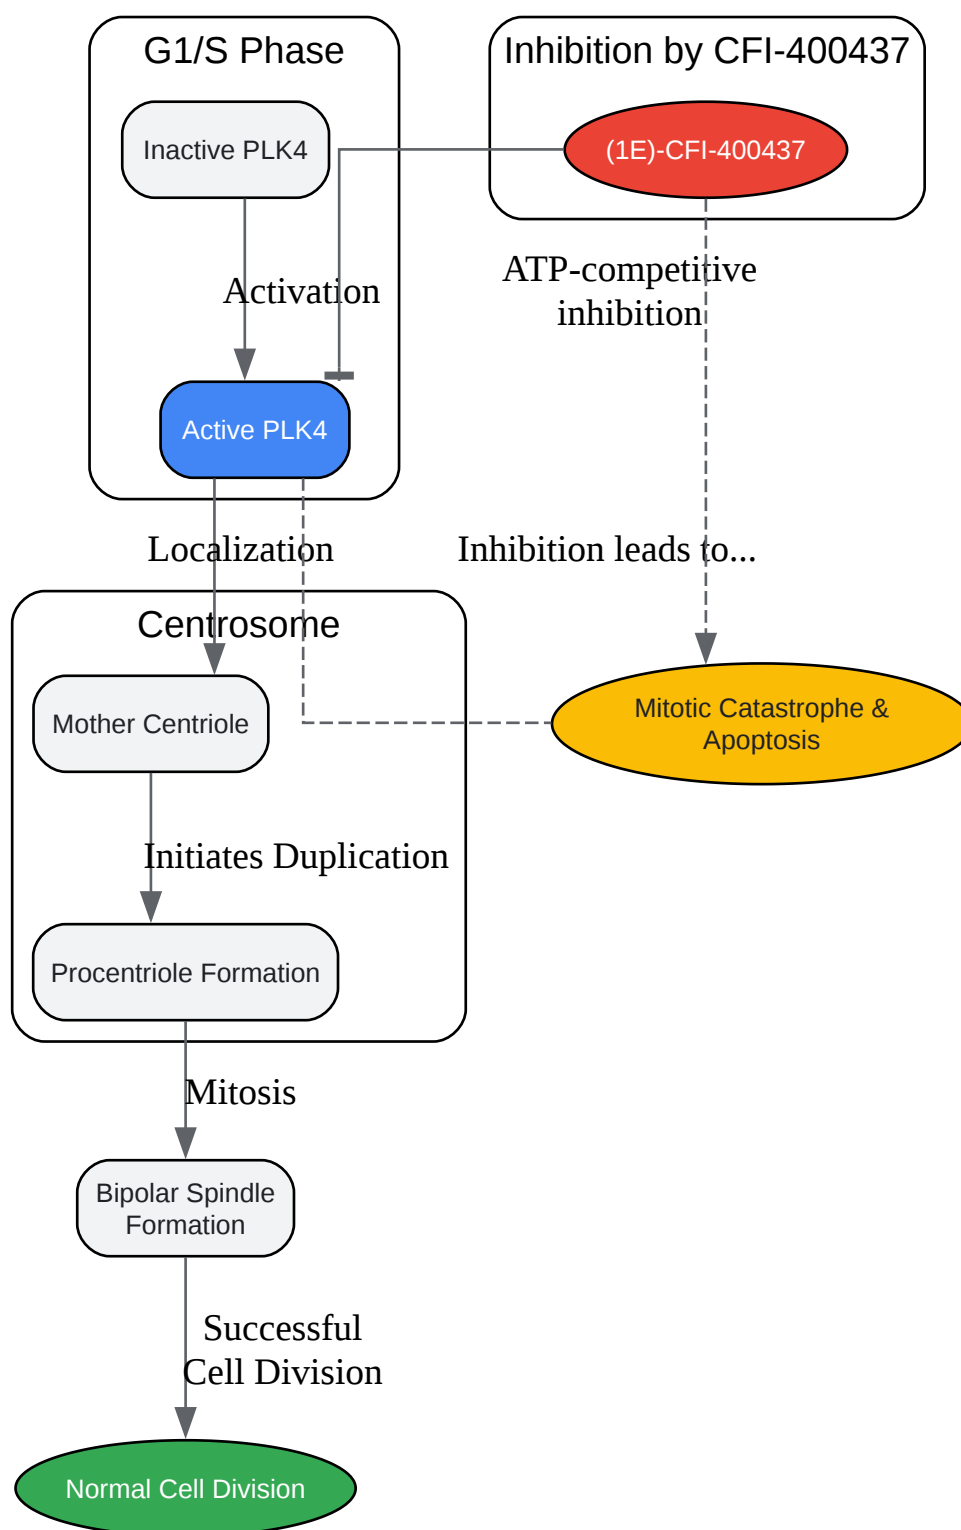 G1/S Phase
Inhibition by CFI-400437
Inactive PLK4
(1E)-CFI-400437
Activation
ATP-competitive
inhibition
Active PLK4
Localization
Inhibition leads to...
Centrosome
Mother Centriole
Mitotic Catastrophe &
Apoptosis
Initiates Duplication
Procentriole Formation
Mitosis
Bipolar Spindle
Formation
Successful
Cell Division
Normal Cell Division